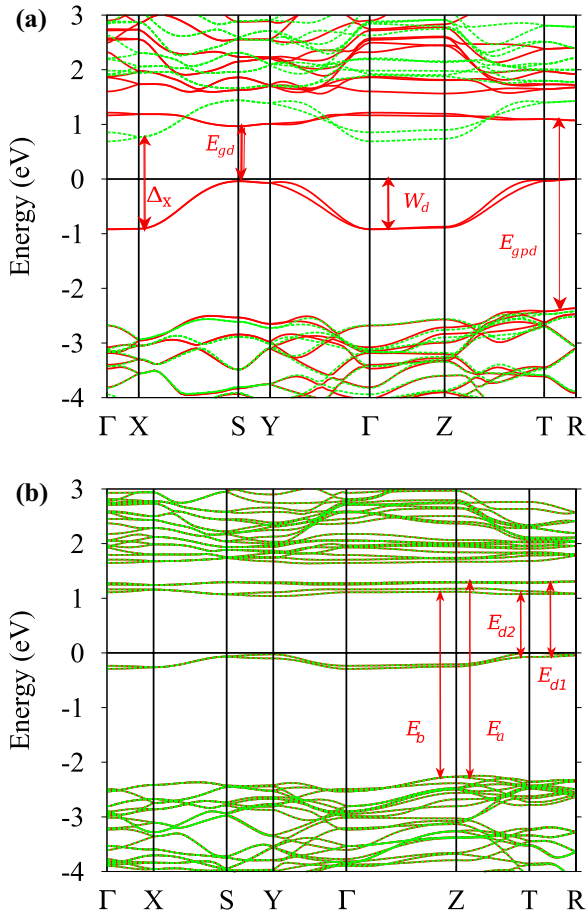 (a)
3
2
1
0
-1
-2
-3
-4
Energy (eV)
E_gd
Δ_x
W_d
E_gpd
Γ X S Y Γ Z T R
(b)
3
2
1
0
-1
-2
-3
-4
Energy (eV)
E_d2
E_d1
E_b
E_a
Γ X S Y Γ Z T R